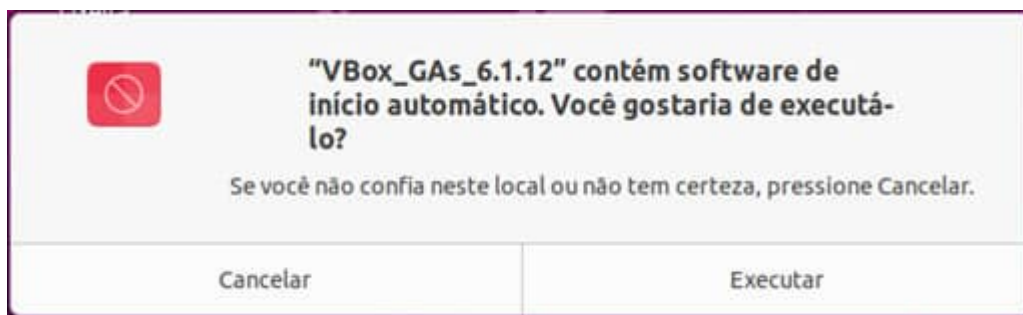 “VBox_GAs_6.1.12” contém software de
início automático. Você gostaria de executá-
lo?
Se você não confia neste local ou não tem certeza, pressione Cancelar.
Cancelar
Executar